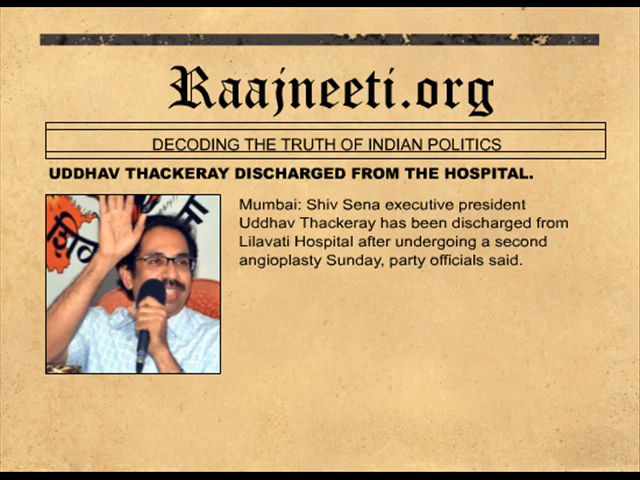 Raajneeti.org
DECODING THE TRUTH OF INDIAN POLITICS
UDDHAV THACKERAY DISCHARGED FROM THE HOSPITAL.
शिव
ना
Mumbai: Shiv Sena executive president
Uddhav Thackeray has been discharged from
Lilavati Hospital after undergoing a second
angioplasty Sunday, party officials said.